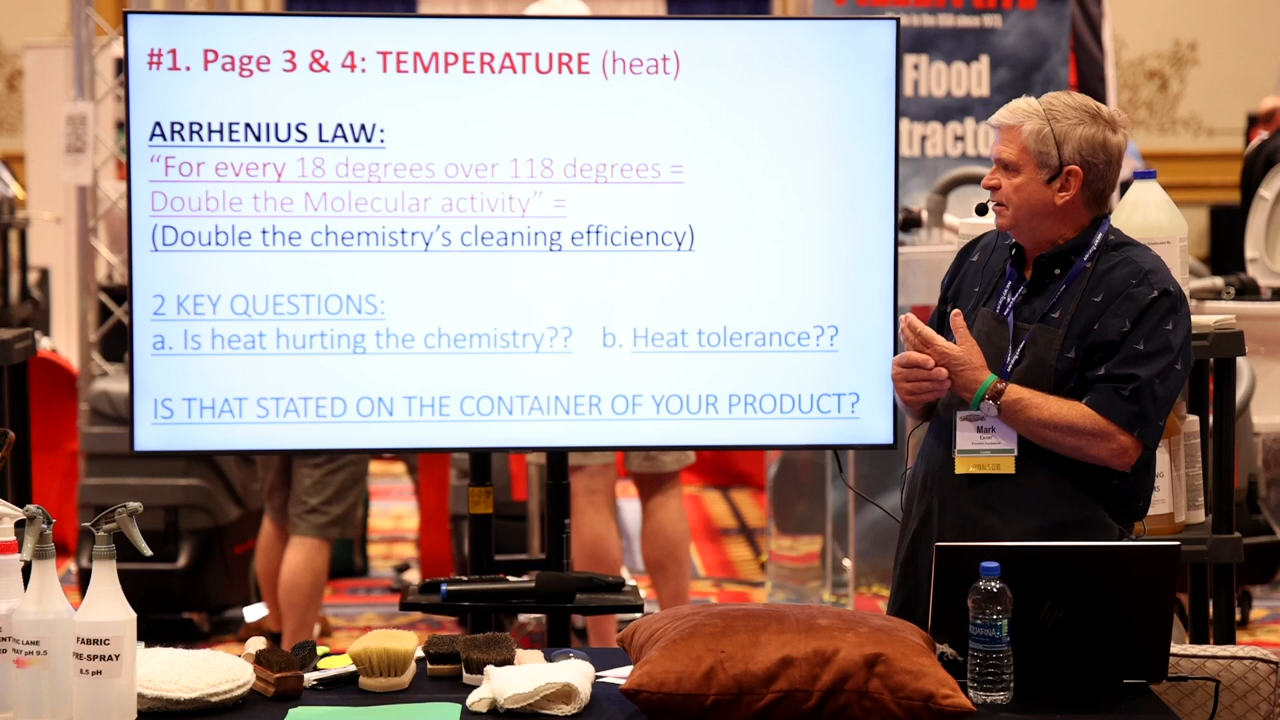 #1. Page 3 & 4: TEMPERATURE (heat)
ARRHENIUS LAW:
“For every 18 degrees over 118 degrees =
Double the Molecular activity” =
(Double the chemistry’s cleaning efficiency)
2 KEY QUESTIONS:
a. Is heat hurting the chemistry?? b. Heat tolerance??
IS THAT STATED ON THE CONTAINER OF YOUR PRODUCT?
Flood
Mark
FABRIC
PRE-SPRAY
8.5 pH
LANE
pH 9.5
hp